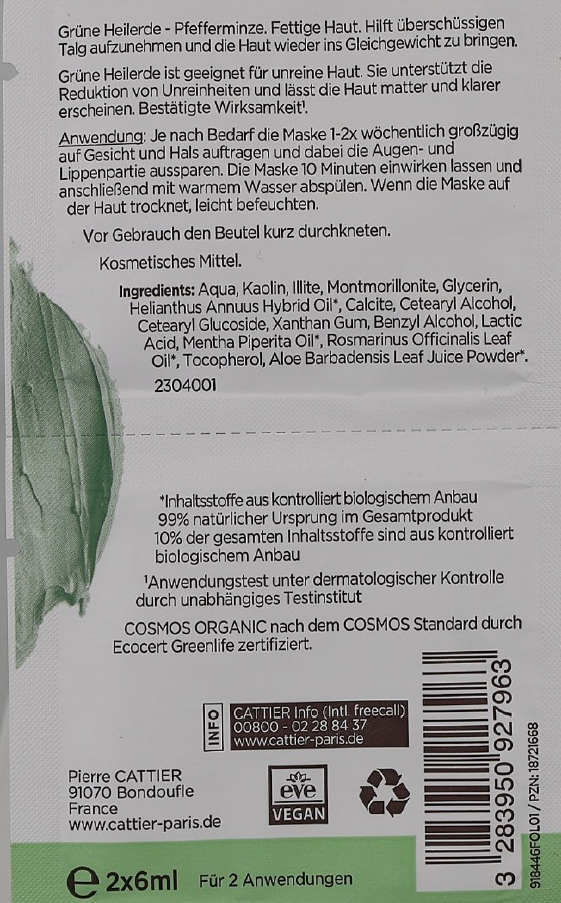 Grüne Heilerde - Pfefferminze. Fettige Haut. Hilft überschüssigen
Talg aufzunehmen und die Haut wieder ins Gleichgewicht zu bringen.
Grüne Heilerde ist geeignet für unreine Haut. Sie unterstützt die
Reduktion von Unreinheiten und lässt die Haut matter und klarer
erscheinen. Bestätigte Wirksamkeit¹.
Anwendung: Je nach Bedarf die Maske 1-2x wöchentlich großzügig
auf Gesicht und Hals auftragen und dabei die Augen- und
Lippenpartie aussparen. Die Maske 10 Minuten einwirken lassen und
anschließend mit warmem Wasser abspülen. Wenn die Maske auf
der Haut trocknet, leicht befeuchten.
Vor Gebrauch den Beutel kurz durchkneten.
Kosmetisches Mittel.
Ingredients: Aqua, Kaolin, Illite, Montmorillonite, Glycerin,
Helianthus Annuus Hybrid Oil*, Calcite, Cetearyl Alcohol,
Cetearyl Glucoside, Xanthan Gum, Benzyl Alcohol, Lactic
Acid, Mentha Piperita Oil*, Rosmarinus Officinalis Leaf
Oil*, Tocopherol, Aloe Barbadensis Leaf Juice Powder*.
2304001
*Inhaltsstoffe aus kontrolliert biologischem Anbau
99% natürlicher Ursprung im Gesamtprodukt
10% der gesamten Inhaltsstoffe sind aus kontrolliert
biologischem Anbau
¹Anwendungstest unter dermatologischer Kontrolle
durch unabhängiges Testinstitut
COSMOS ORGANIC nach dem COSMOS Standard durch
Ecocert Greenlife zertifiziert.
INFO
CATTIER Info (Intl. freecall)
00800 - 02 28 84 37
www.cattier-paris.de
Pierre CATTIER
91070 Bondoufle
France
www.cattier-paris.de
eve
VEGAN
3 283950 927963
918446FOL01 / PZN: 18721668
e 2x6ml Für 2 Anwendungen